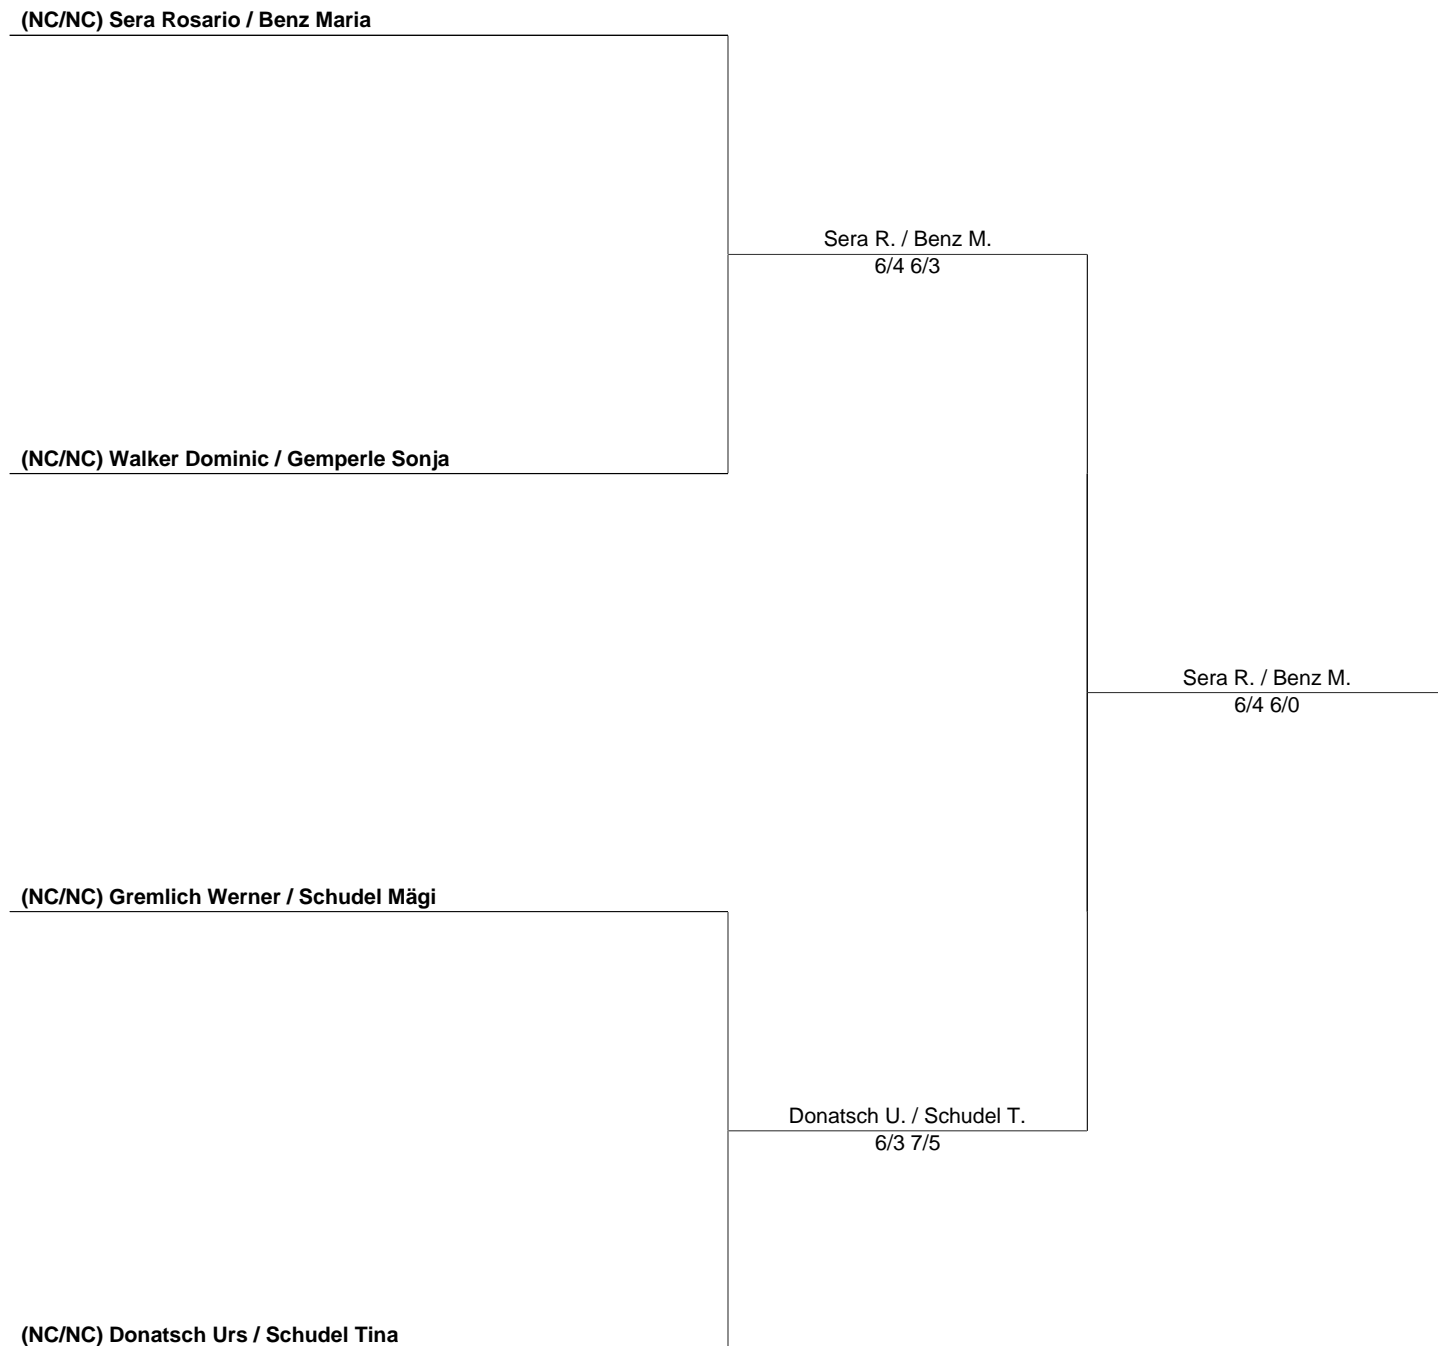 (NC/NC) Sera Rosario / Benz Maria
Sera R. / Benz M.
6/4 6/3
(NC/NC) Walker Dominic / Gemperle Sonja
Sera R. / Benz M.
6/4 6/0
(NC/NC) Gremlich Werner / Schudel Mägi
Donatsch U. / Schudel T.
6/3 7/5
(NC/NC) Donatsch Urs / Schudel Tina